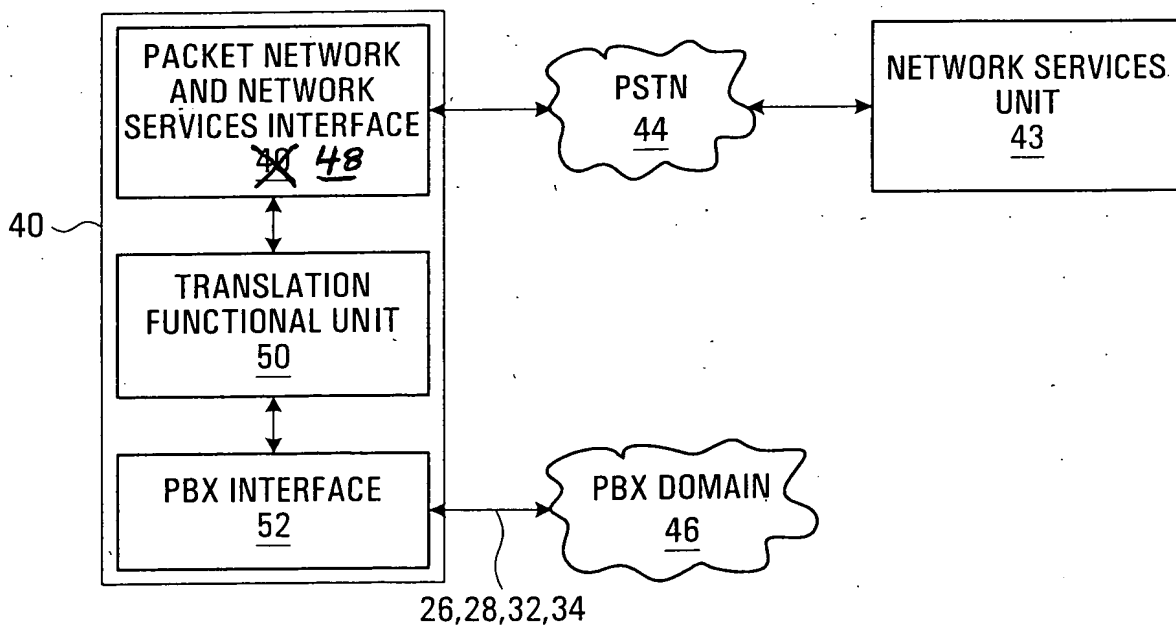 PACKET NETWORK
AND NETWORK
SERVICES INTERFACE
40 48
PSTN
44
NETWORK SERVICES
UNIT
43
40
TRANSLATION
FUNCTIONAL UNIT
50
PBX INTERFACE
52
PBX DOMAIN
46
26,28,32,34